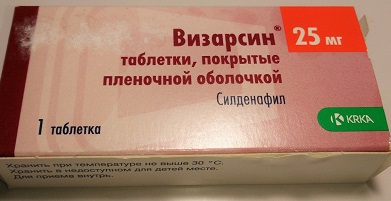 Визарсин® 25 мг
таблетки, покрытые
пленочной оболочкой
Силденафил
1 таблетка
KRKA
Хранить при температуре не выше 30 °С.
Хранить в недоступном для детей месте.
Для приема внутрь.